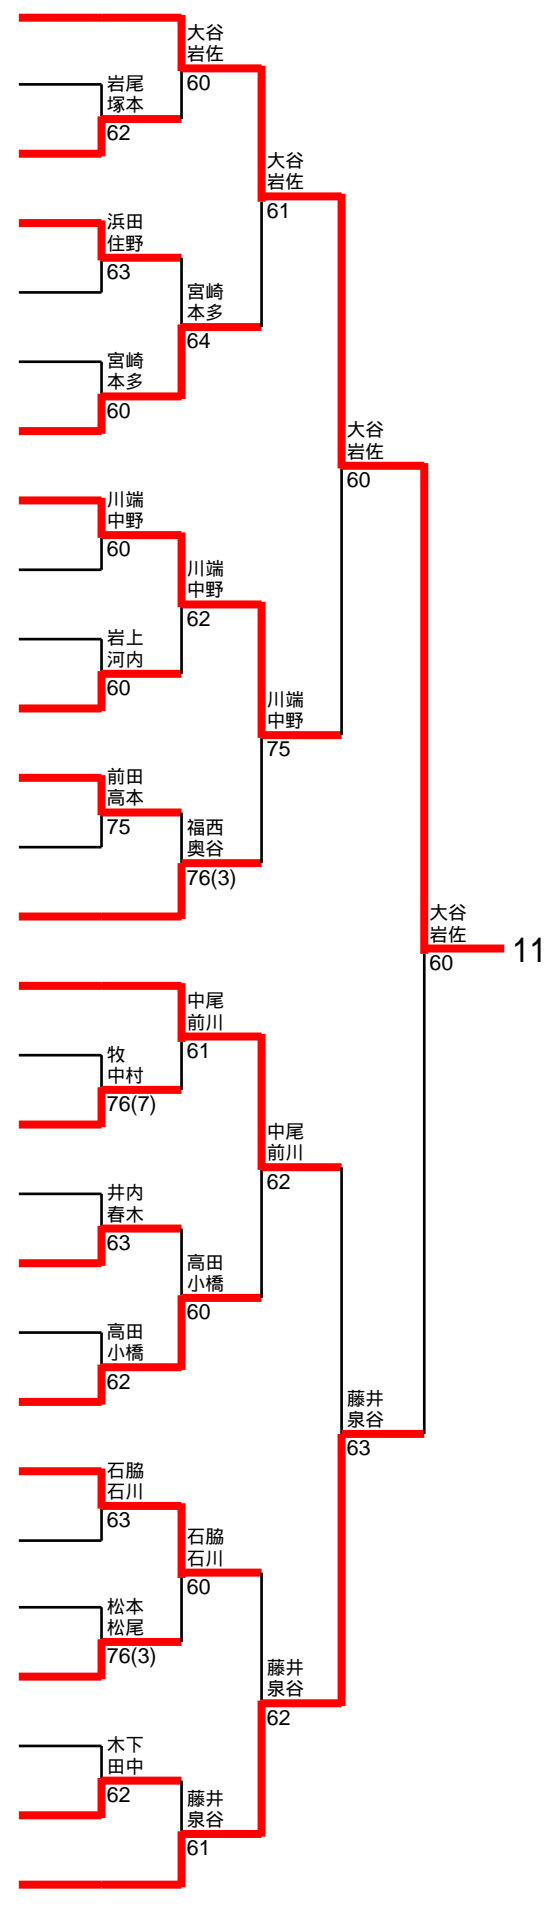 大谷
岩佐
60
岩尾
塚本
62
大谷
岩佐
61
浜田
住野
63
宮崎
本多
64
宮崎
本多
60
大谷
岩佐
60
川端
中野
60
川端
中野
62
岩上
河内
60
川端
中野
75
前田
高本
75
福西
奥谷
76(3)
大谷
岩佐
60
11
中尾
前川
61
牧
中村
76(7)
中尾
前川
62
井内
春木
63
高田
小橋
60
高田
小橋
62
藤井
泉谷
63
石脇
石川
63
石脇
石川
60
松本
松尾
76(3)
藤井
泉谷
62
木下
田中
62
藤井
泉谷
61